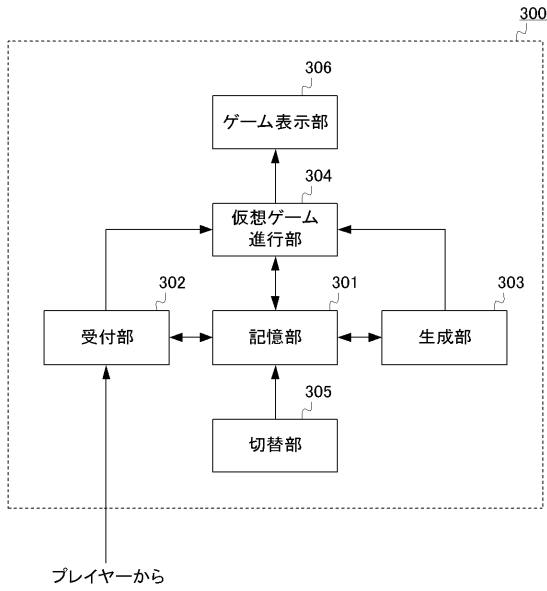 300
306
ゲーム表示部
304
仮想ゲーム
進行部
302
301
303
受付部
記憶部
生成部
305
切替部
プレイヤーから